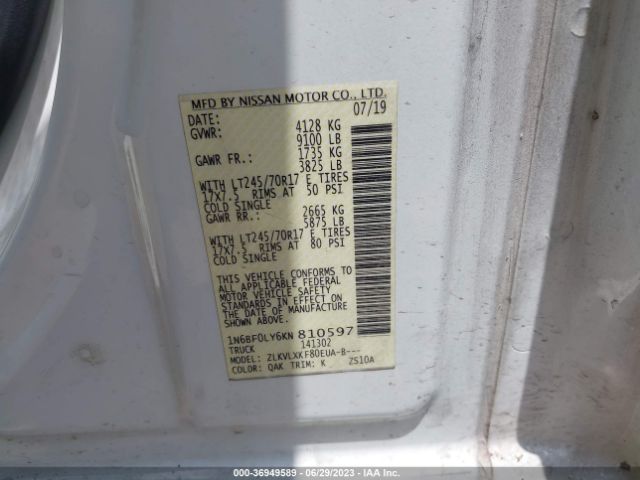 MFD BY NISSAN MOTOR CO., LTD.
DATE: 07/19
GVWR: 4128 KG
9100 LB
GAWR FR.: 1735 KG
3825 LB
WITH LT245/70R17 E TIRES
17X7.5 RIMS AT 50 PSI
COLD SINGLE
GAWR RR.: 2665 KG
5875 LB
WITH LT245/70R17 E TIRES
17X7.5 RIMS AT 80 PSI
COLD SINGLE
THIS VEHICLE CONFORMS TO
ALL APPLICABLE FEDERAL
MOTOR VEHICLE SAFETY
STANDARDS IN EFFECT ON
THE DATE OF MANUFACTURE
1N6BF0LY6KN 810597
TRUCK 141302
MODEL: ZLKVLXKF80EUA-B---
COLOR: QAK TRIM: K ZS10A
000-36949589 - 06/29/2023 - IAA Inc.